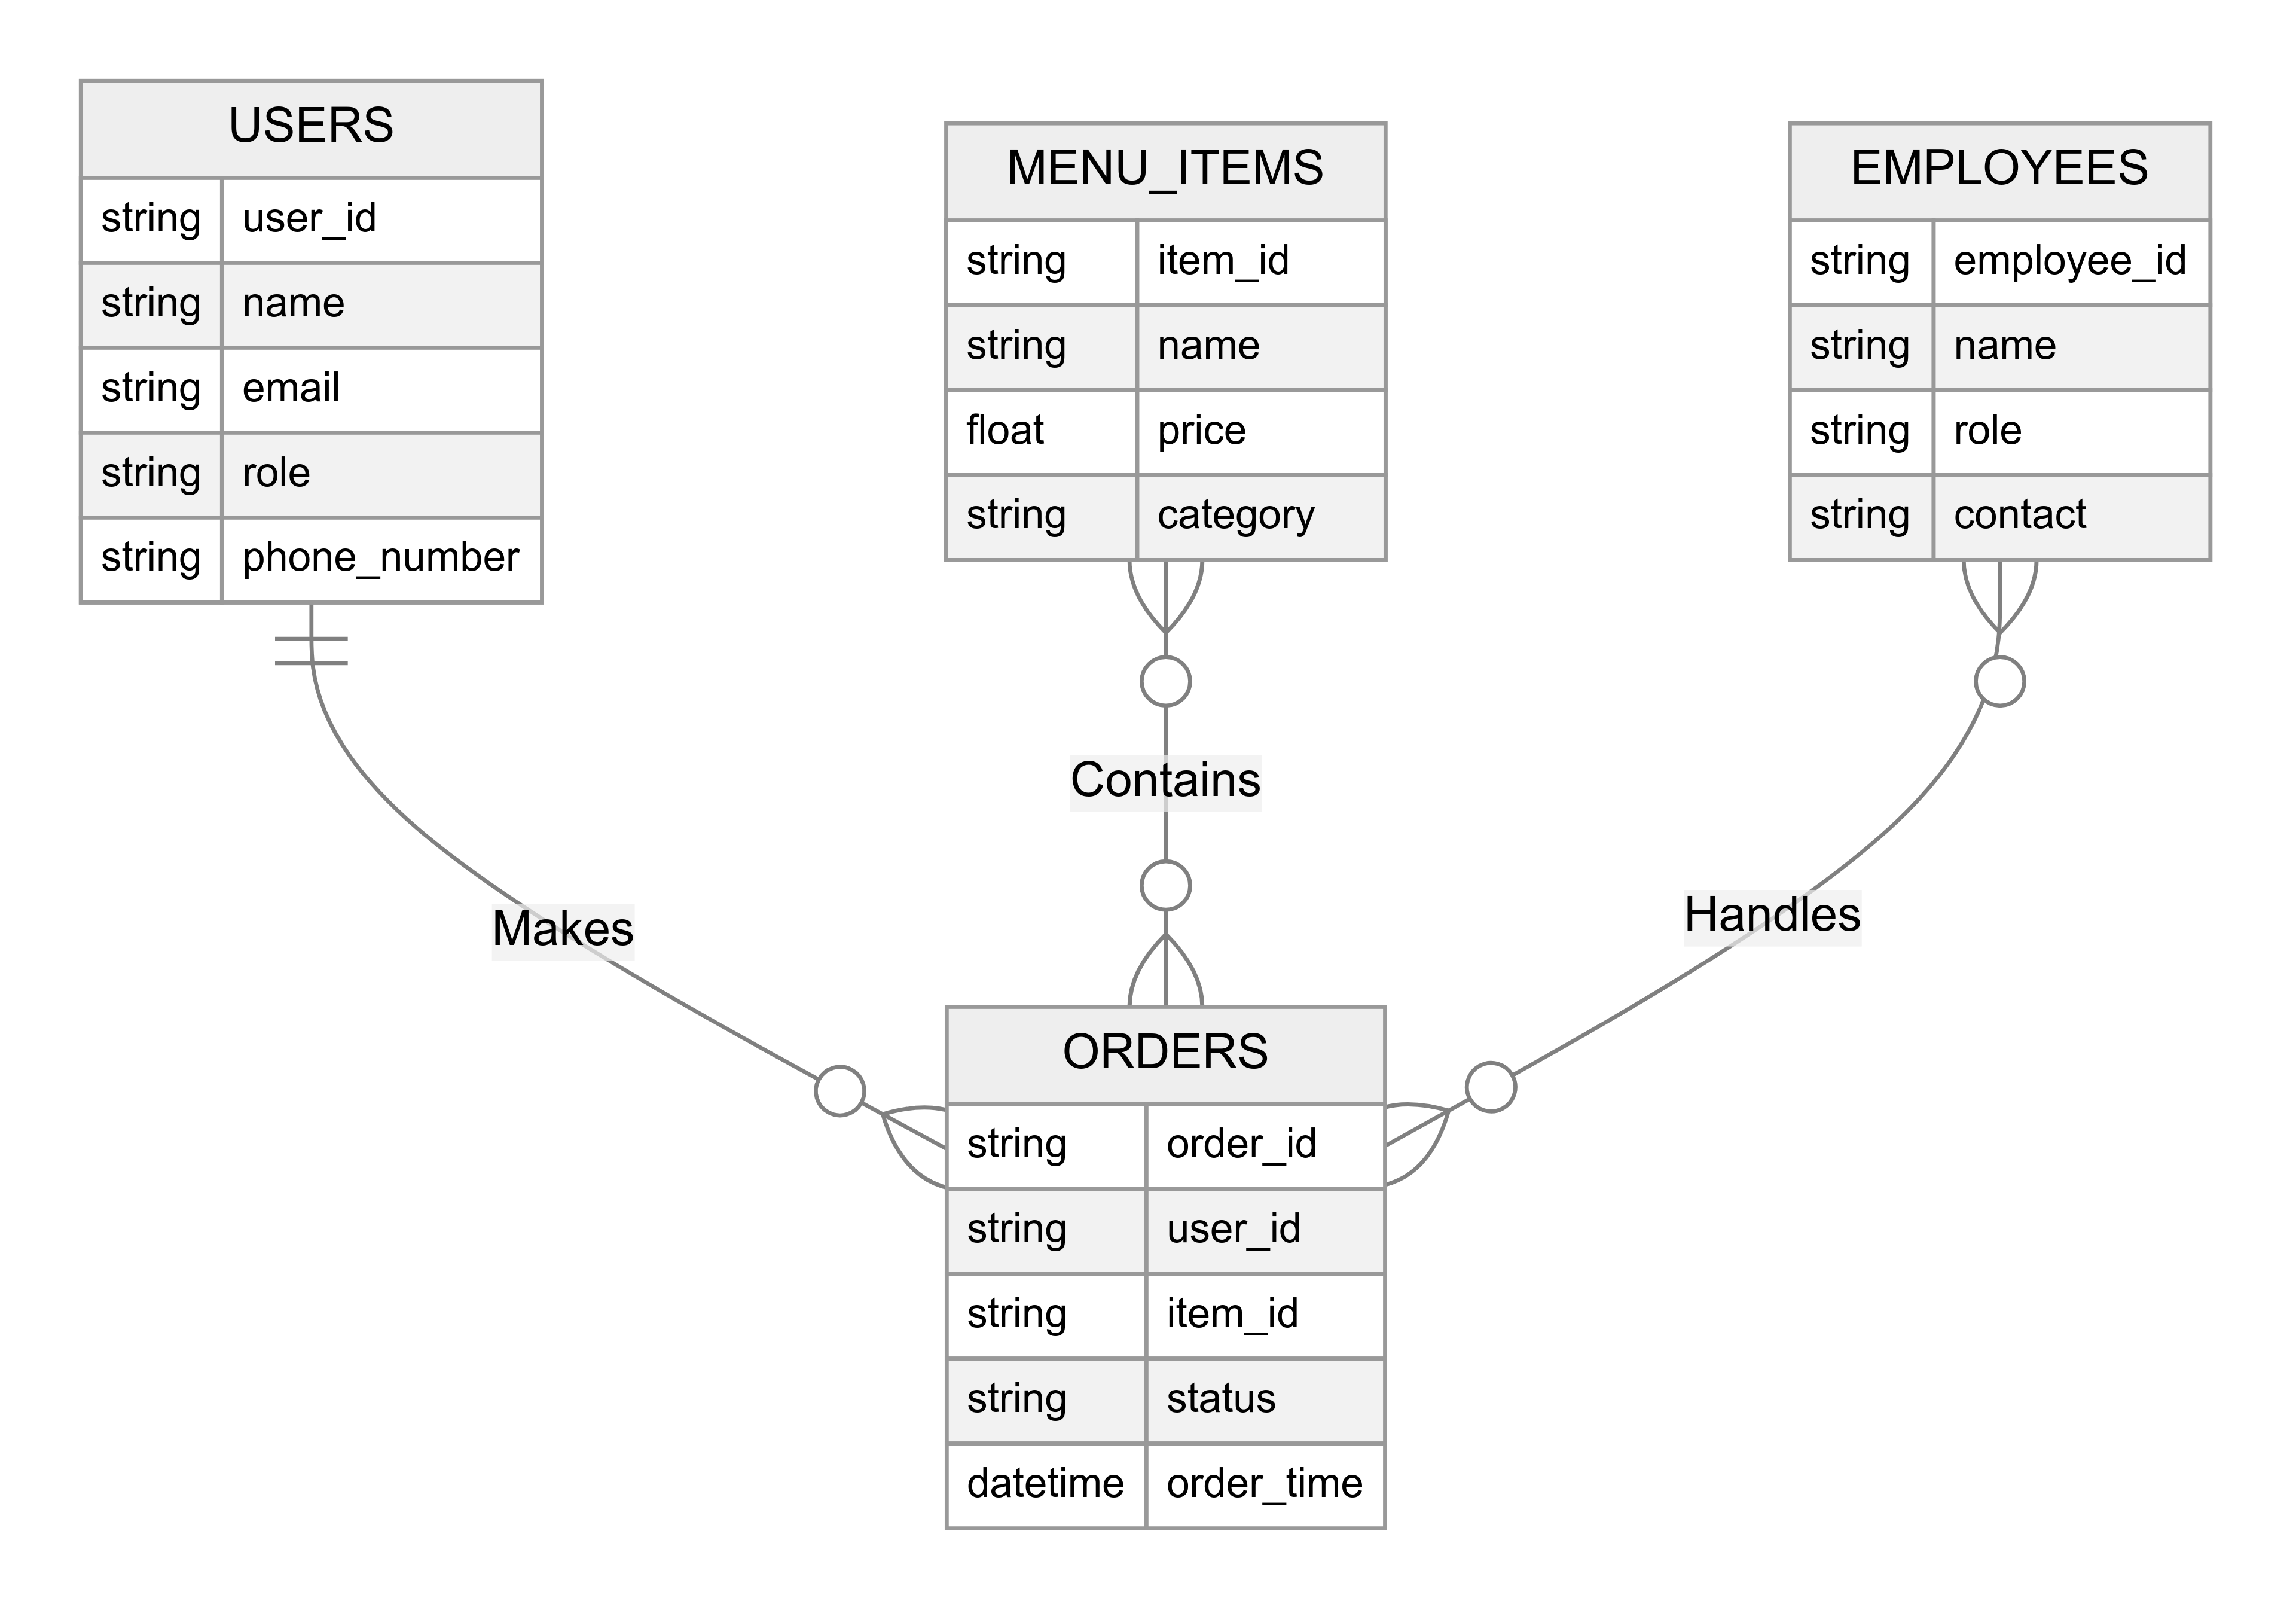 USERS
string user_id
string name
string email
string role
string phone_number
MENU_ITEMS
string item_id
string name
float price
string category
EMPLOYEES
string employee_id
string name
string role
string contact
Makes
Contains
Handles
ORDERS
string order_id
string user_id
string item_id
string status
datetime order_time